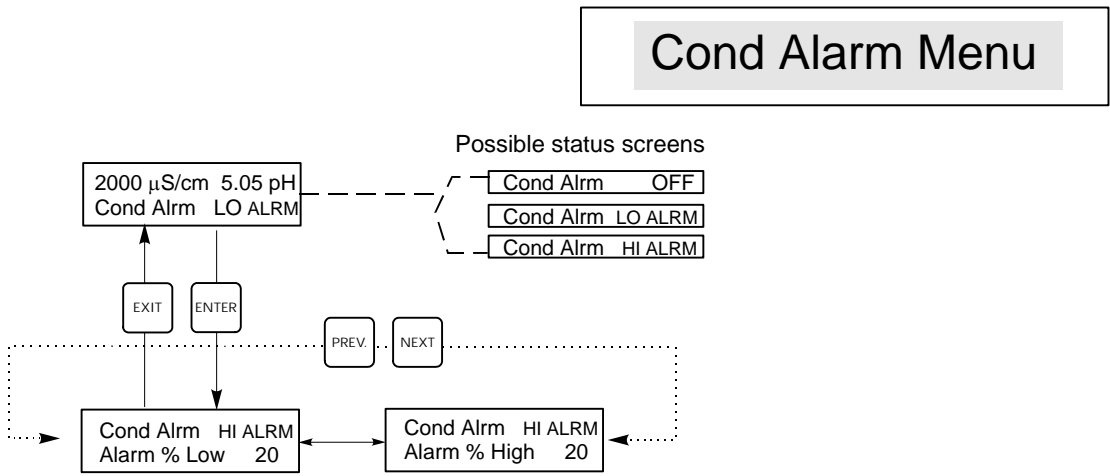 Cond Alarm Menu
Possible status screens
2000 µS/cm 5.05 pH
Cond Alrm LO ALRM
Cond Alrm OFF
Cond Alrm LO ALRM
Cond Alrm HI ALRM
EXIT
ENTER
PREV.
NEXT
Cond Alrm HI ALRM
Alarm % Low 20
Cond Alrm HI ALRM
Alarm % High 20